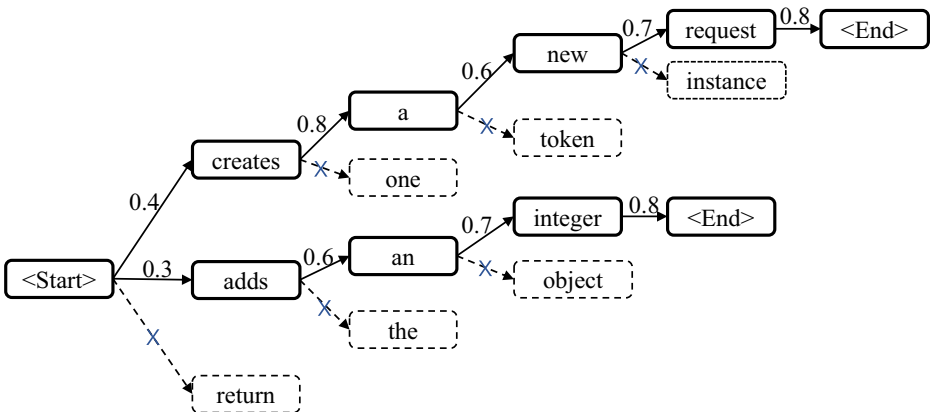 0.8
request
<End>
0.7
new
instance
0.6
a
token
0.8
creates
one
0.4
integer
0.8
<End>
0.7
an
object
0.6
<Start>
0.3
adds
the
return
X
X
X
X
X
X